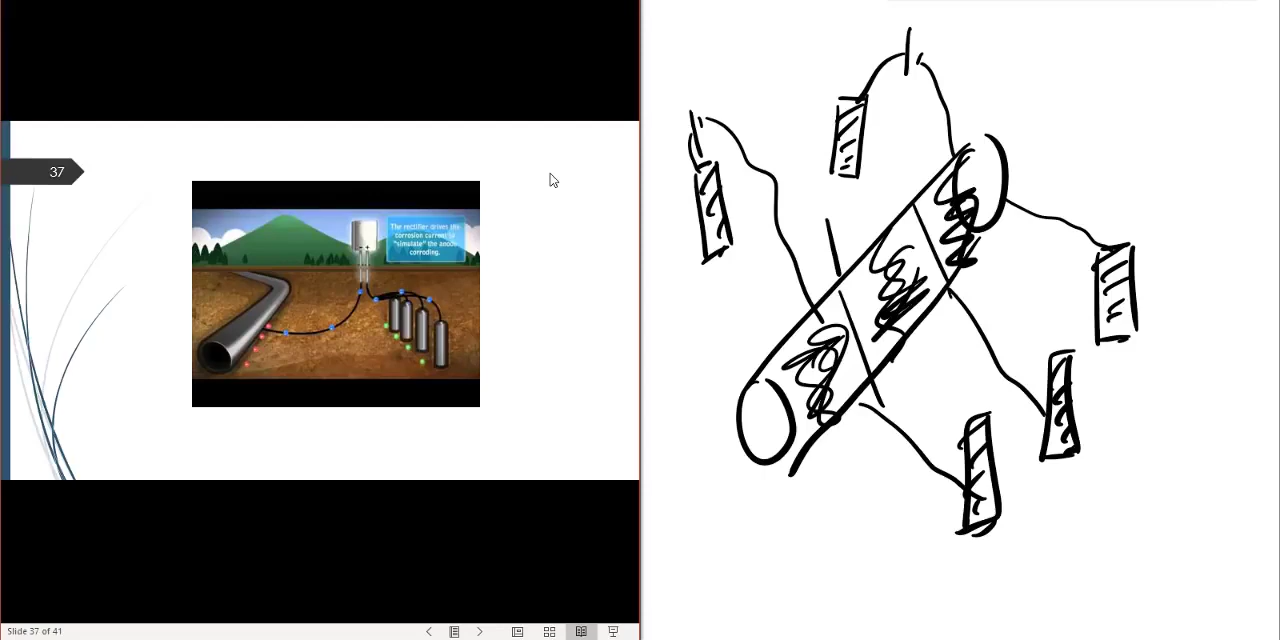 37
The rectifier drives the
corrosion current to
"simulate" the anode
corroding.
Slide 37 of 41